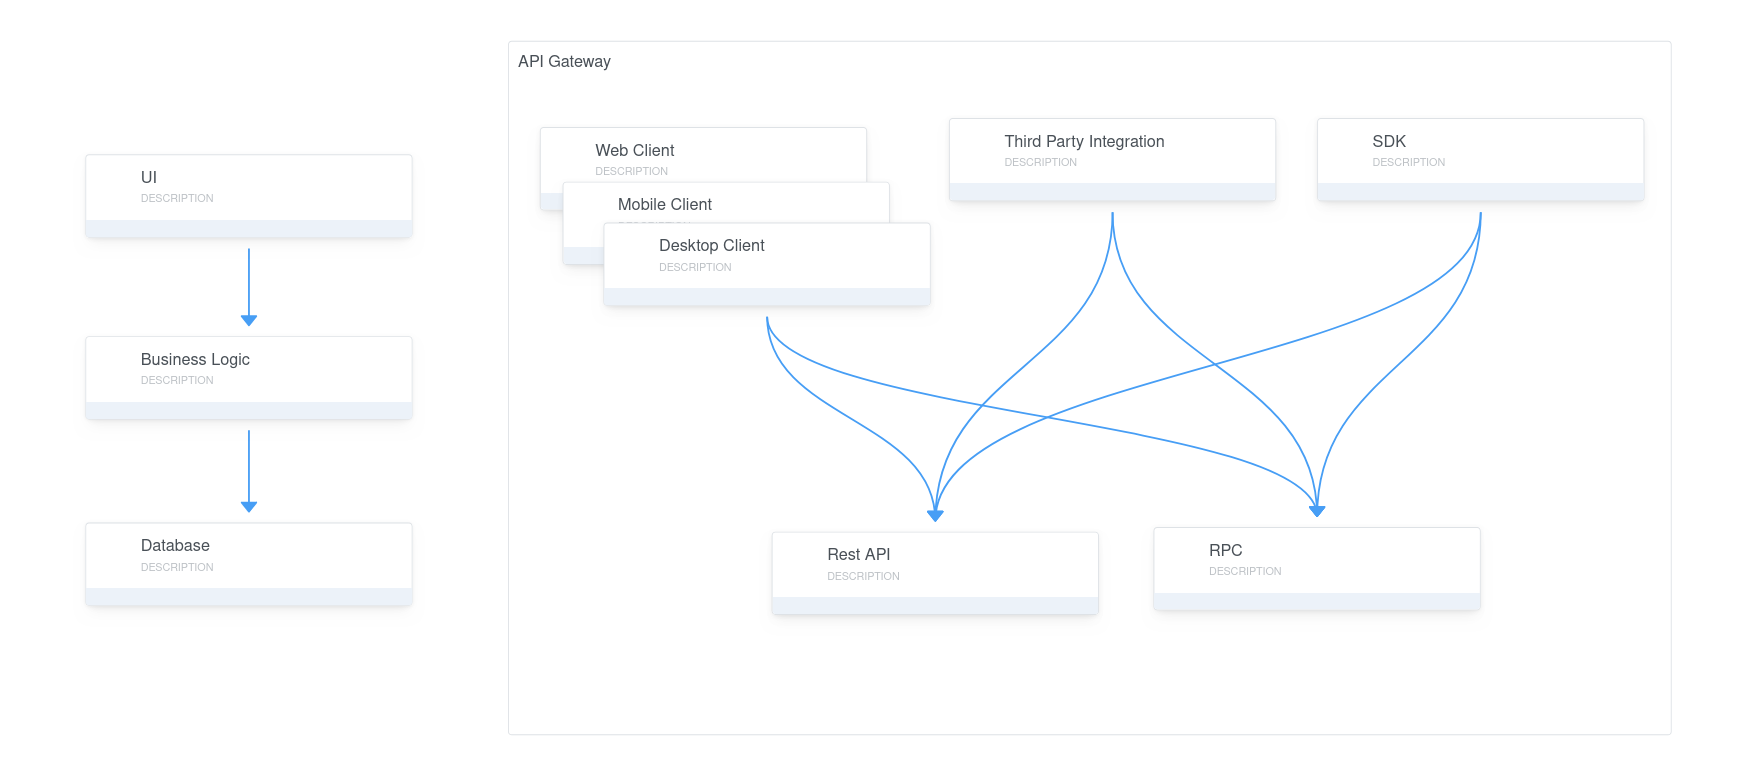 API Gateway
UI
DESCRIPTION
Business Logic
DESCRIPTION
Database
DESCRIPTION
Web Client
DESCRIPTION
Mobile Client
Desktop Client
DESCRIPTION
Third Party Integration
DESCRIPTION
SDK
DESCRIPTION
Rest API
DESCRIPTION
RPC
DESCRIPTION